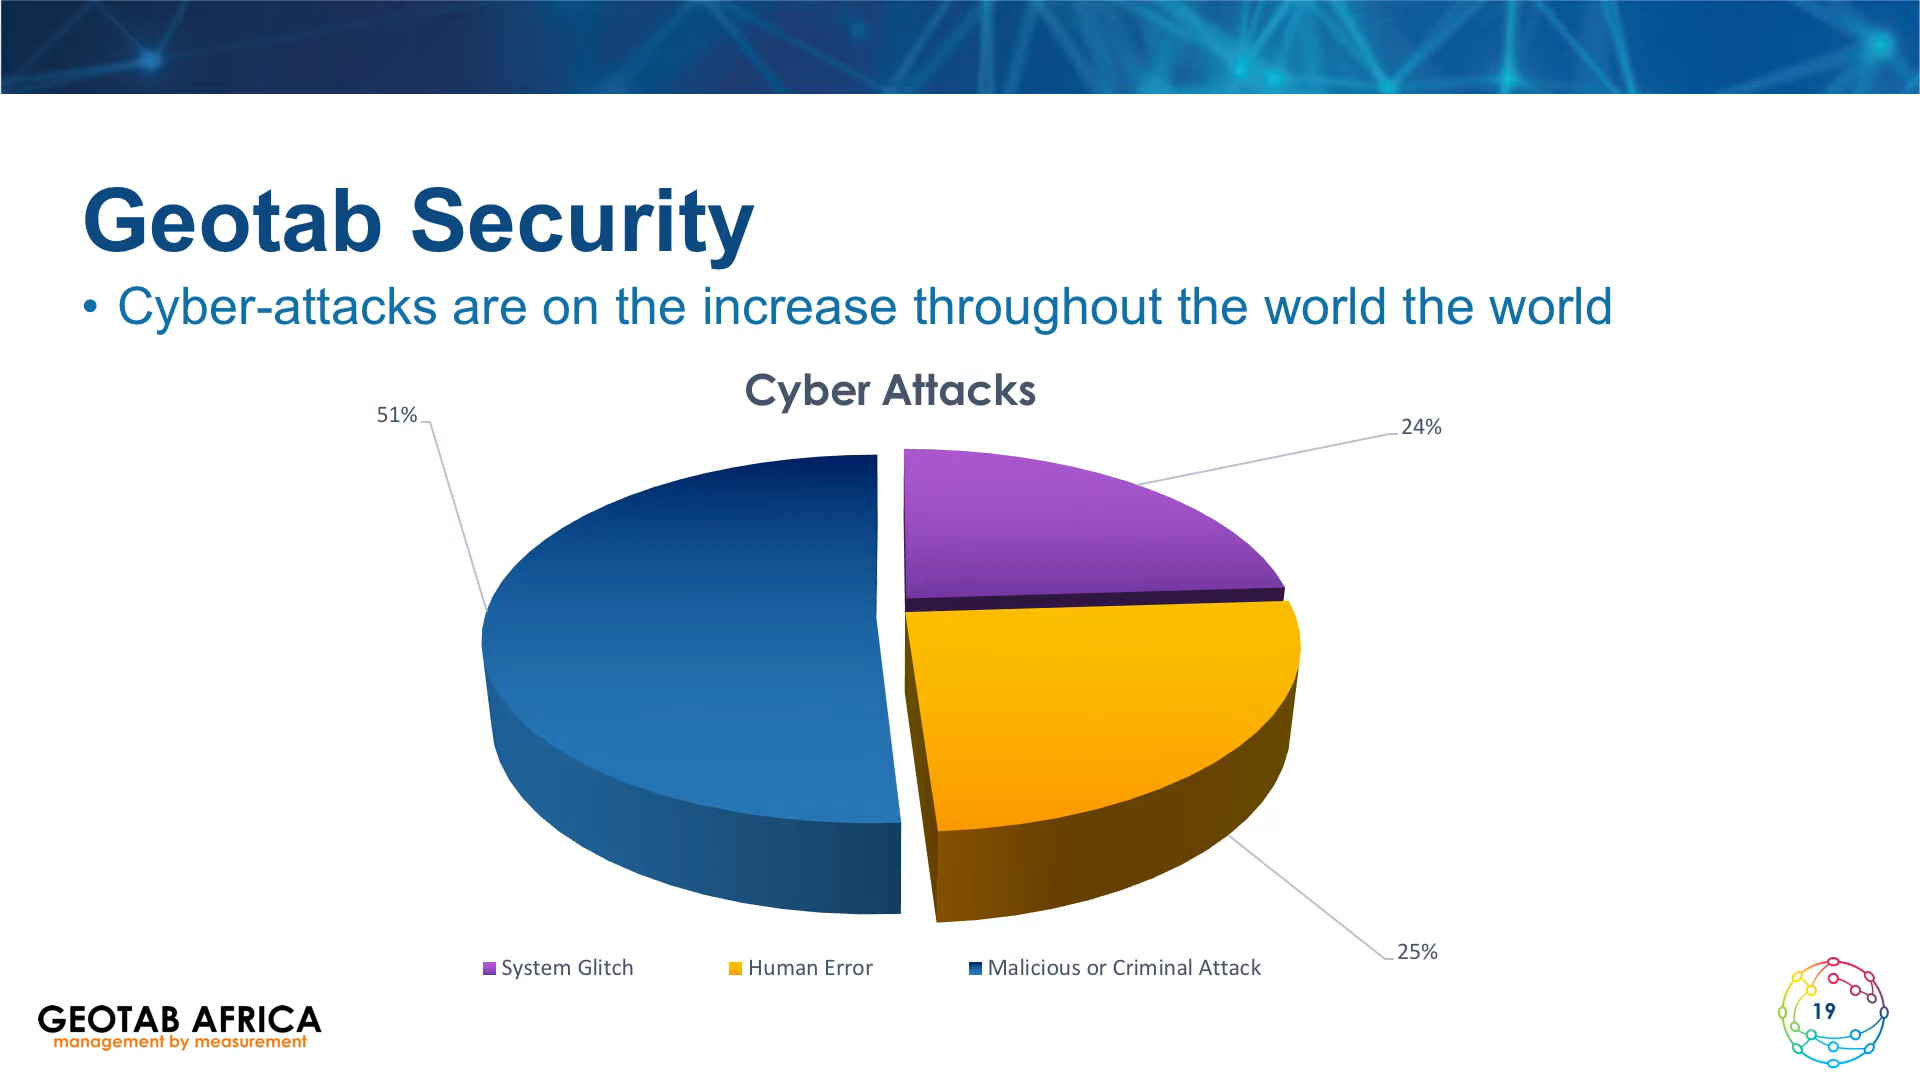 Geotab Security
• Cyber-attacks are on the increase throughout the world the world
Cyber Attacks
51%
24%
25%
System Glitch
Human Error
Malicious or Criminal Attack
GEOTAB AFRICA
management by measurement
19